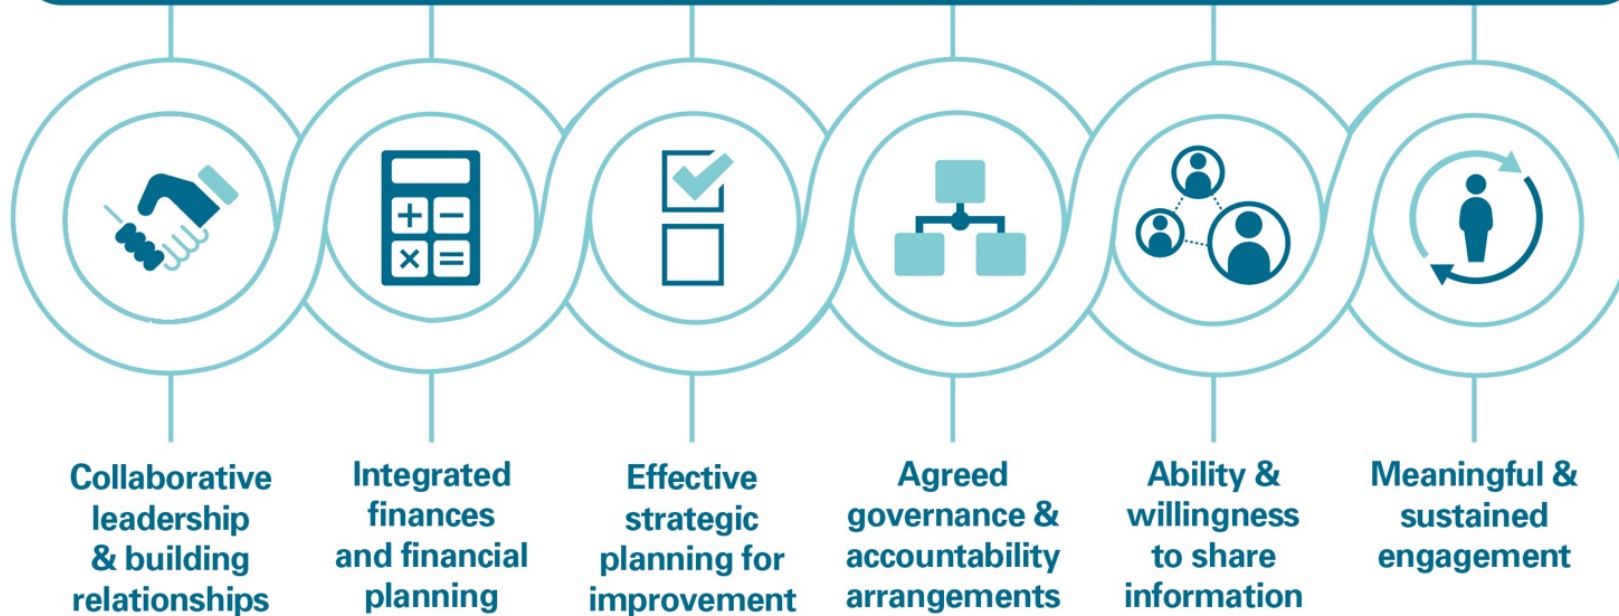 Collaborative
leadership
& building
relationships
Integrated
finances
and financial
planning
Effective
strategic
planning for
improvement
Agreed
governance &
accountability
arrangements
Ability &
willingness
to share
information
Meaningful &
sustained
engagement